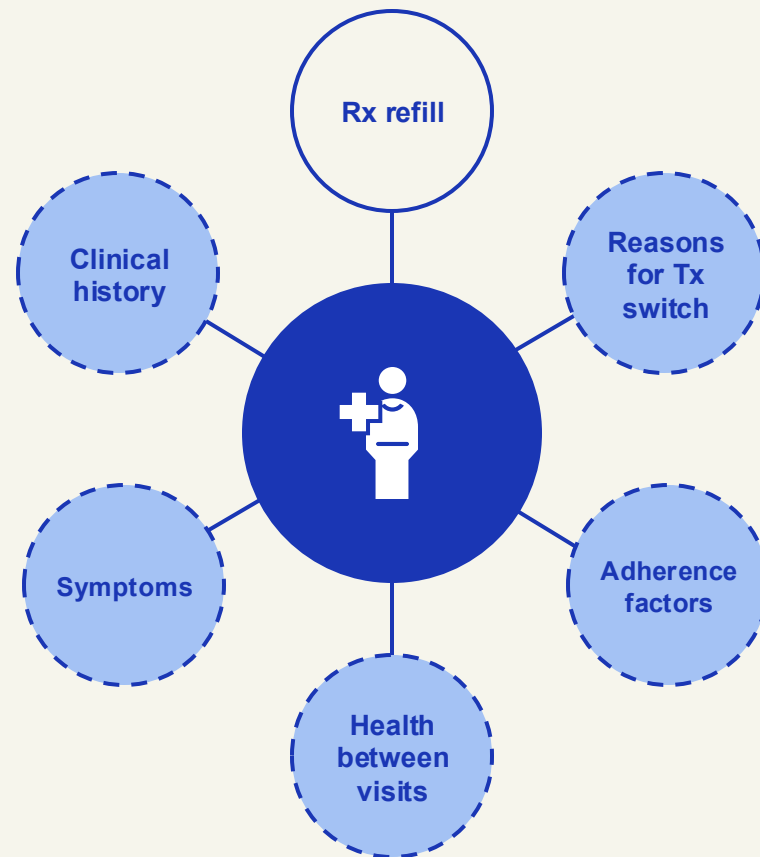 Rx refill
Clinical
history
Reasons
for Tx
switch
Symptoms
Adherence
factors
Health
between
visits